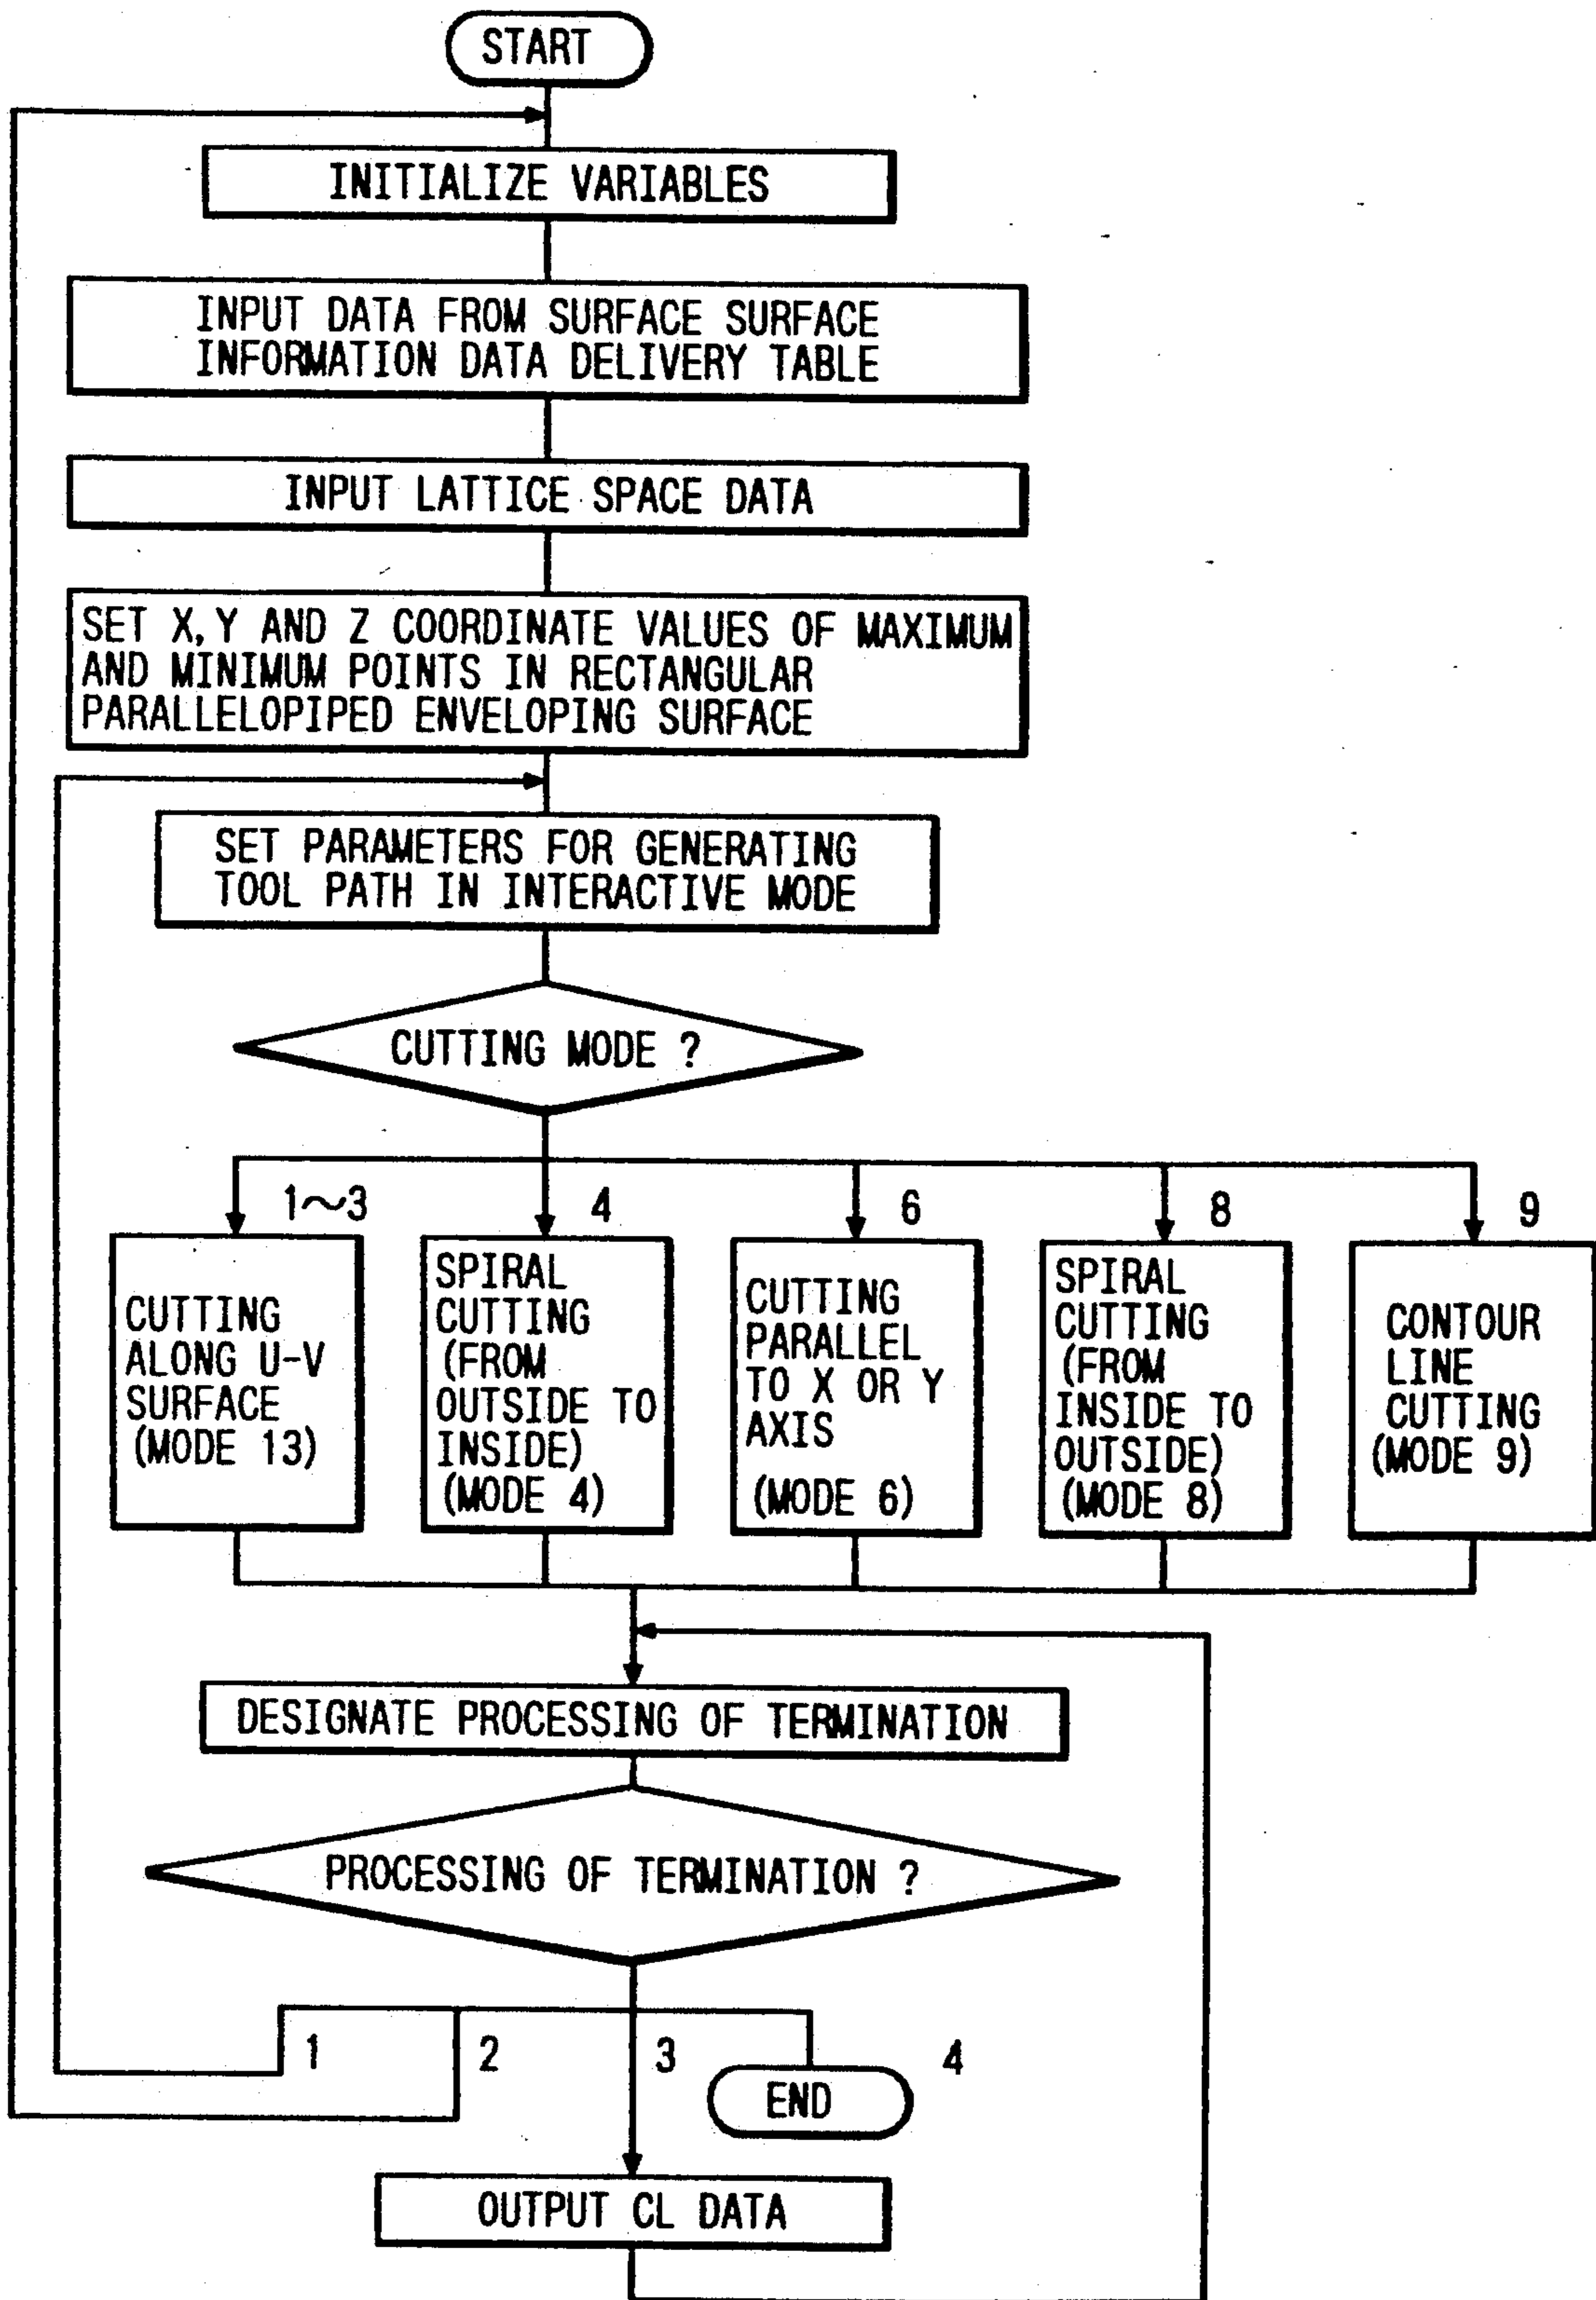 START
INITIALIZE VARIABLES
INPUT DATA FROM SURFACE SURFACE
INFORMATION DATA DELIVERY TABLE
INPUT LATTICE SPACE DATA
SET X, Y AND Z COORDINATE VALUES OF MAXIMUM
AND MINIMUM POINTS IN RECTANGULAR
PARALLELOPIPED ENVELOPING SURFACE
SET PARAMETERS FOR GENERATING
TOOL PATH IN INTERACTIVE MODE
CUTTING MODE ?
1~3
CUTTING
ALONG U-V
SURFACE
(MODE 13)
4
SPIRAL
CUTTING
(FROM
OUTSIDE TO
INSIDE)
(MODE 4)
6
CUTTING
PARALLEL
TO X OR Y
AXIS
(MODE 6)
8
SPIRAL
CUTTING
(FROM
INSIDE TO
OUTSIDE)
(MODE 8)
9
CONTOUR
LINE
CUTTING
(MODE 9)
DESIGNATE PROCESSING OF TERMINATION
PROCESSING OF TERMINATION ?
1
2
3
4
END
OUTPUT CL DATA